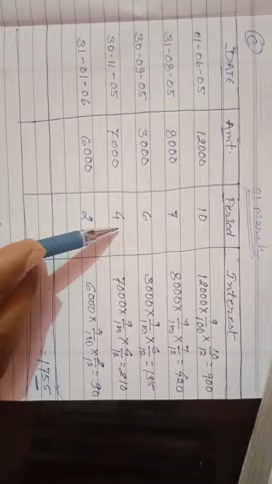 31 march
DATE Amt. Period Interest
01-06-05 12000 10 12000 × 9/100 × 10/12 = 900
31-08-05 8000 7 8000 × 9/100 × 7/12 = 420
30-09-05 3000 6 3000 × 9/100 × 6/12 = 135
30-11-05 7000 4 7000 × 9/100 × 4/12 = 210
31-01-06 6000 2 6000 × 9/100 × 2/12 = 90
= 1755